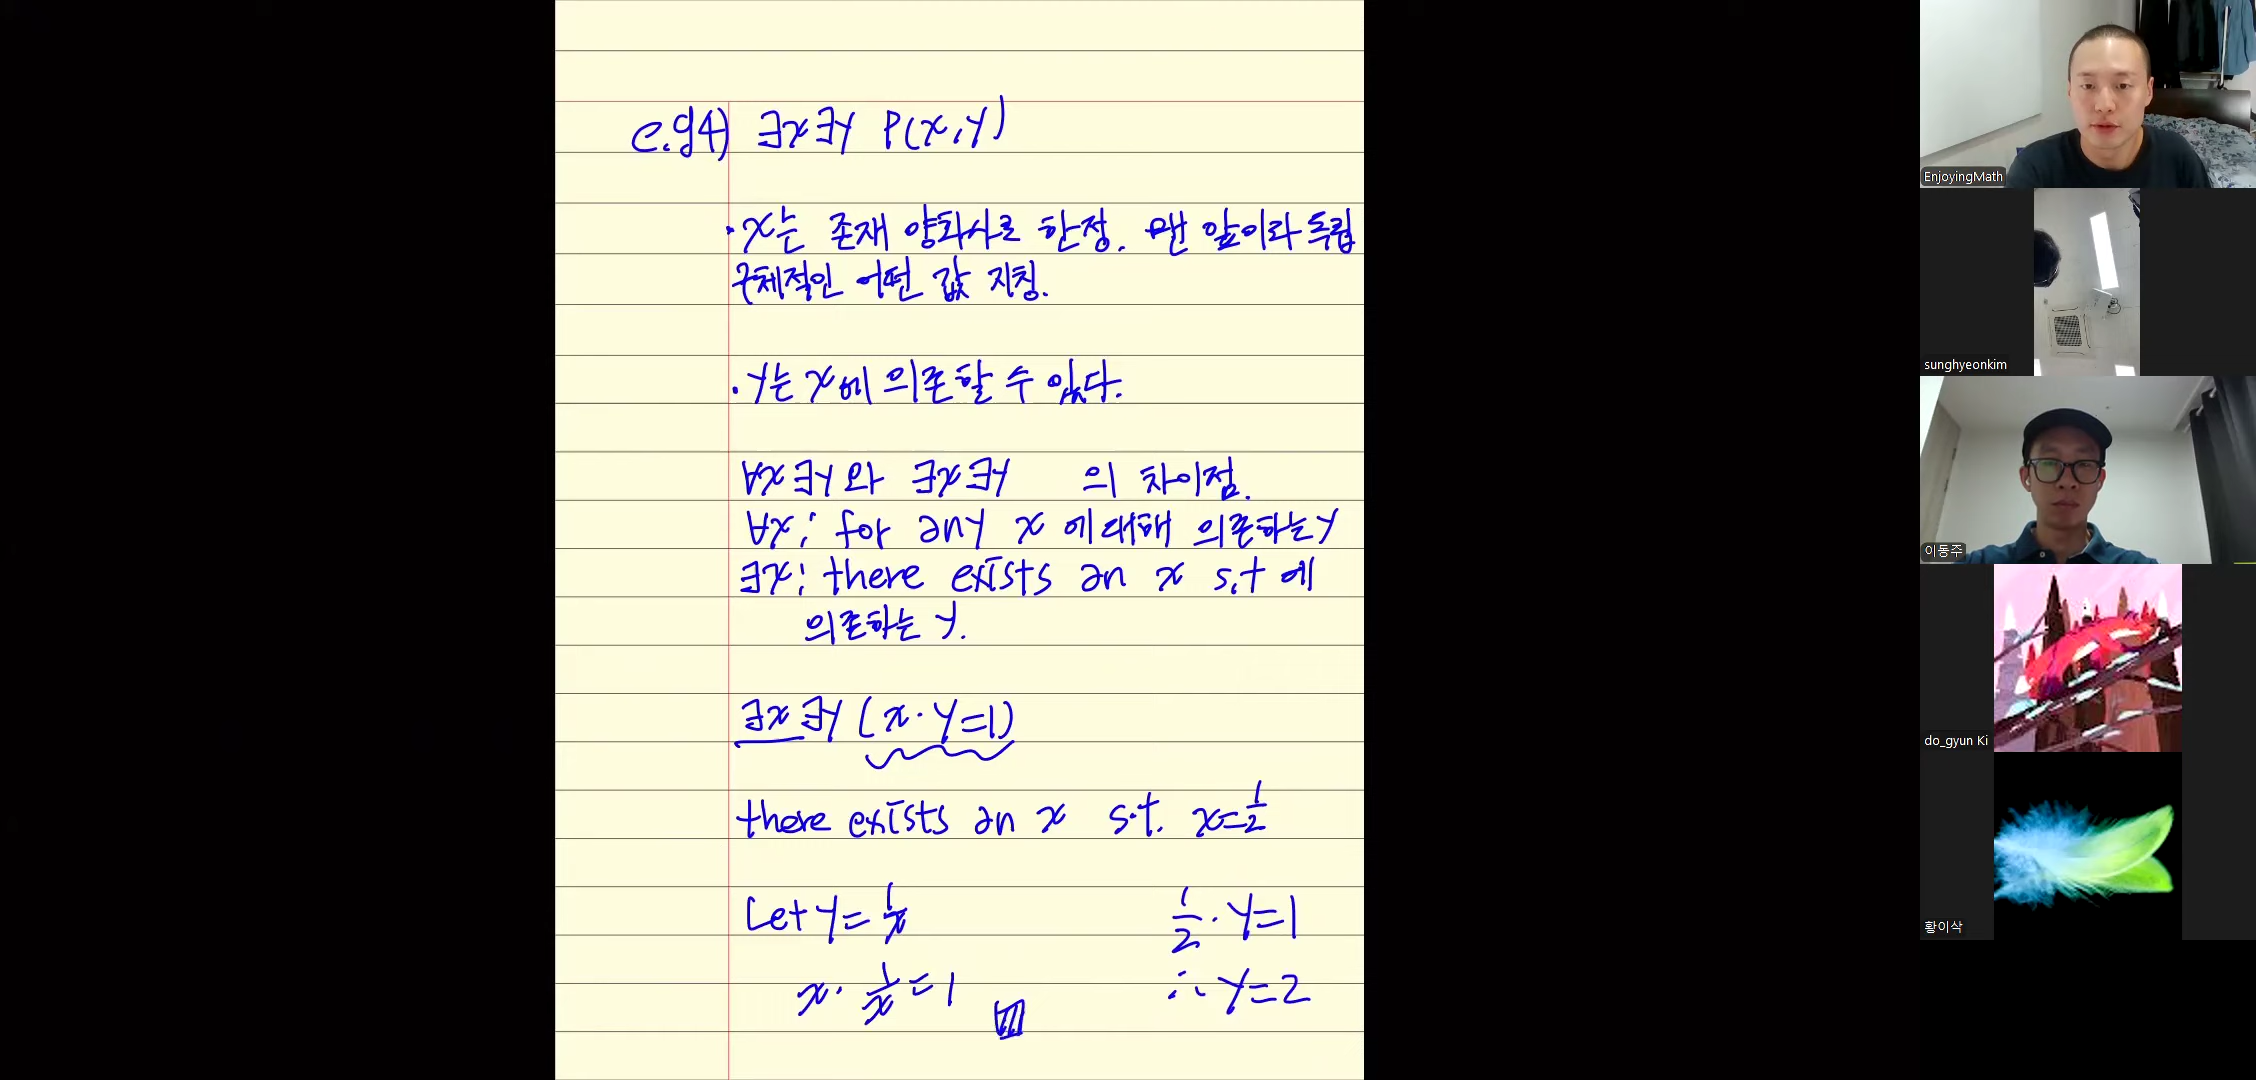 e.g4) ∃x∃y P(x,y)
·x는 존재 양화사로 한정. 맨 앞이라 독립
구체적인 어떤 값 지칭.
·y는 x에 의존할 수 있다.
∀x∃y와 ∃x∃y 의 차이점.
∀x; for any x 에대해 의존하는 y
∃x; there exists an x s.t 에
의존하는 y.
∃x∃y (x·y=1)
there exists an x s.t. x=1/2
Let y=1/x
1/2·y=1
x·1/x=1
∴ y=2
EnjoyingMath
sunghyeonkim
이동주
do_gyun Ki
황이삭